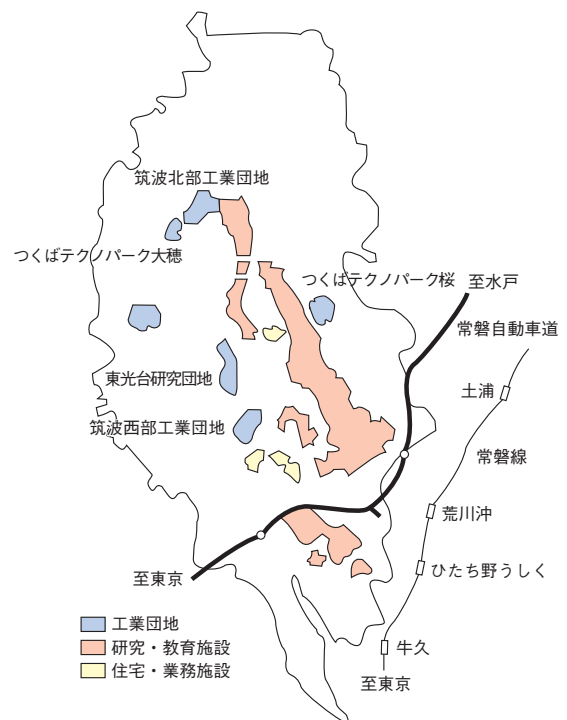 筑波北部工業団地
つくばテクノパーク大穂
つくばテクノパーク桜
至水戸
常磐自動車道
東光台研究団地
土浦
筑波西部工業団地
常磐線
荒川沖
ひたち野うしく
至東京
工業団地
研究・教育施設
住宅・業務施設
牛久
至東京